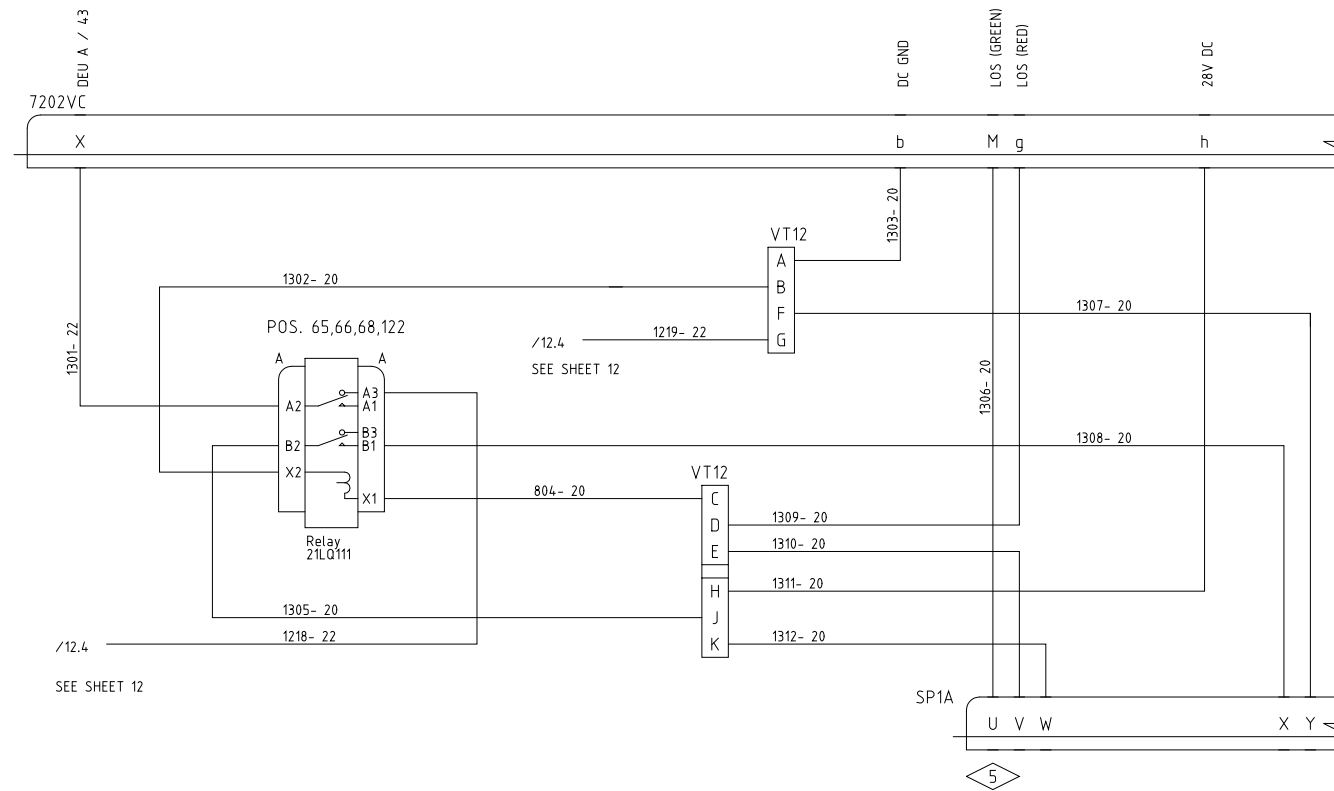 DEU A / 43
DC GND
LOS (GREEN)
LOS (RED)
28V DC
7202VC
X
b
M
g
h
1303- 20
VT12
A
B
F
G
1302- 20
1307- 20
1219- 22
/12.4
SEE SHEET 12
POS. 65,66,68,122
1301- 22
1306- 20
A
A
A2
A3
A1
B2
B3
B1
X2
X1
Relay
21LQ111
1308- 20
VT12
804- 20
C
D
E
H
J
K
1309- 20
1310- 20
1311- 20
1305- 20
1312- 20
1218- 22
/12.4
SEE SHEET 12
SP1A
U
V
W
X
Y
5